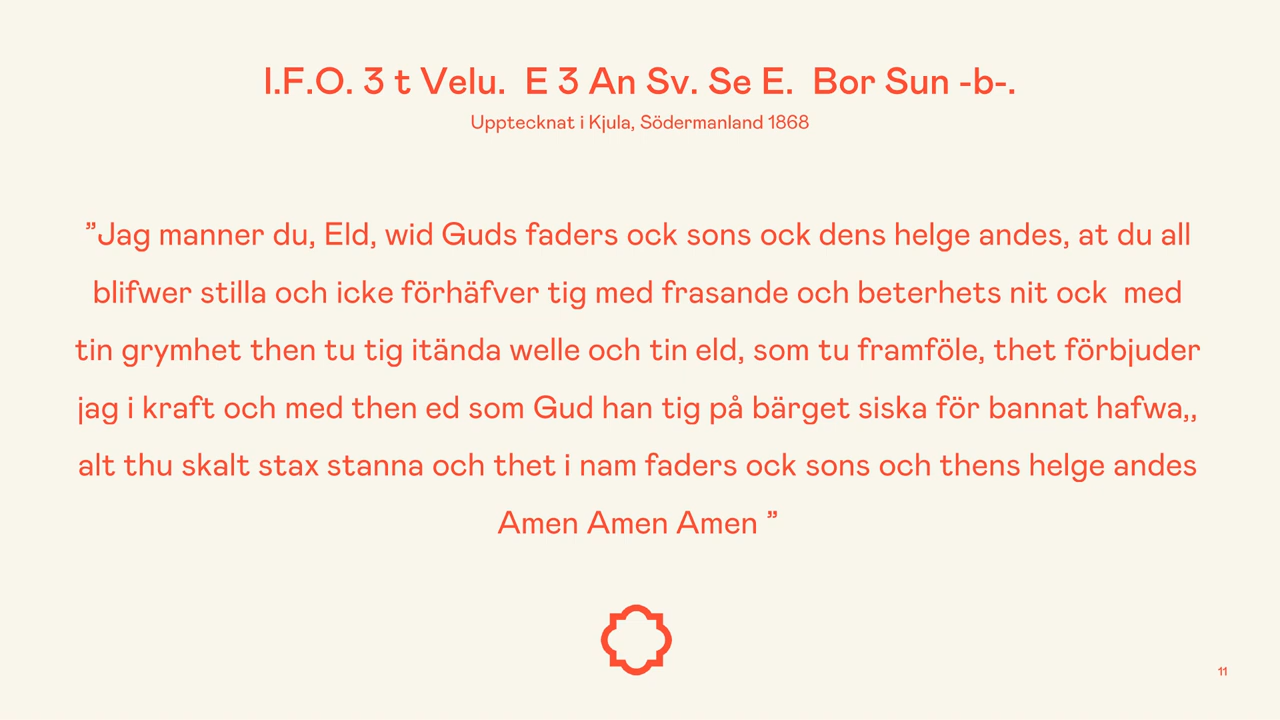 I.F.O. 3 t Velu.  E 3 An Sv. Se E.  Bor Sun -b-.
Upptecknat i Kjula, Södermanland 1868
”Jag manner du, Eld, wid Guds faders ock sons ock dens helge andes, at du all
blifwer stilla och icke förhäfver tig med frasande och beterhets nit ock  med
tin grymhet then tu tig itända welle och tin eld, som tu framföle, thet förbjuder
jag i kraft och med then ed som Gud han tig på bärget siska för bannat hafwa,,
alt thu skalt stax stanna och thet i nam faders ock sons och thens helge andes
Amen Amen Amen ”
11